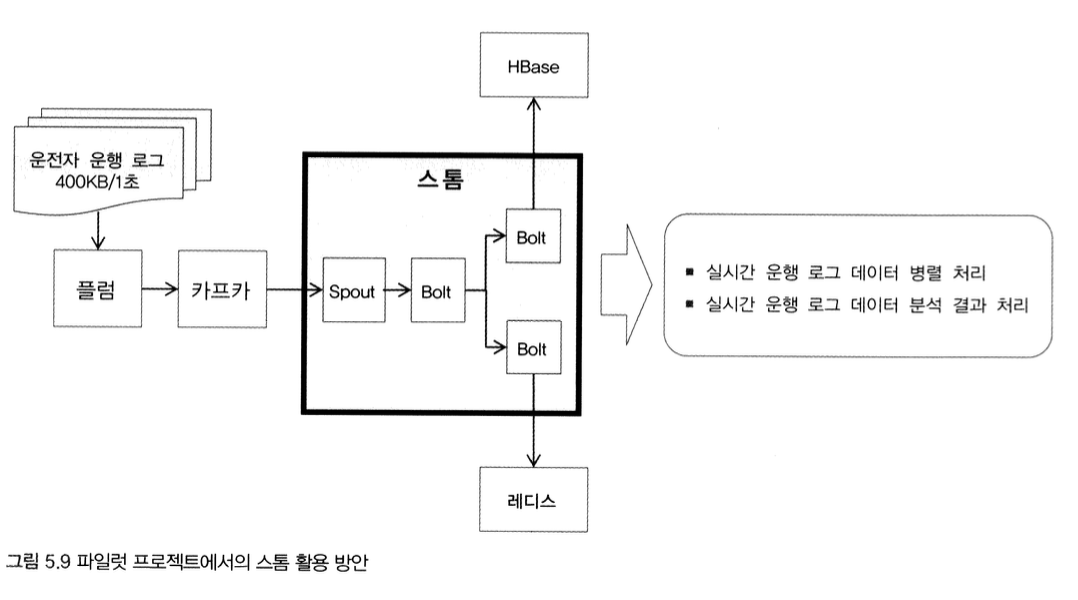 HBase
운전자 운행 로그
400KB/1초
스톰
Bolt
플럼
카프카
Spout
Bolt
Bolt
■ 실시간 운행 로그 데이터 병렬 처리
■ 실시간 운행 로그 데이터 분석 결과 처리
레디스
그림 5.9 파일럿 프로젝트에서의 스톰 활용 방안